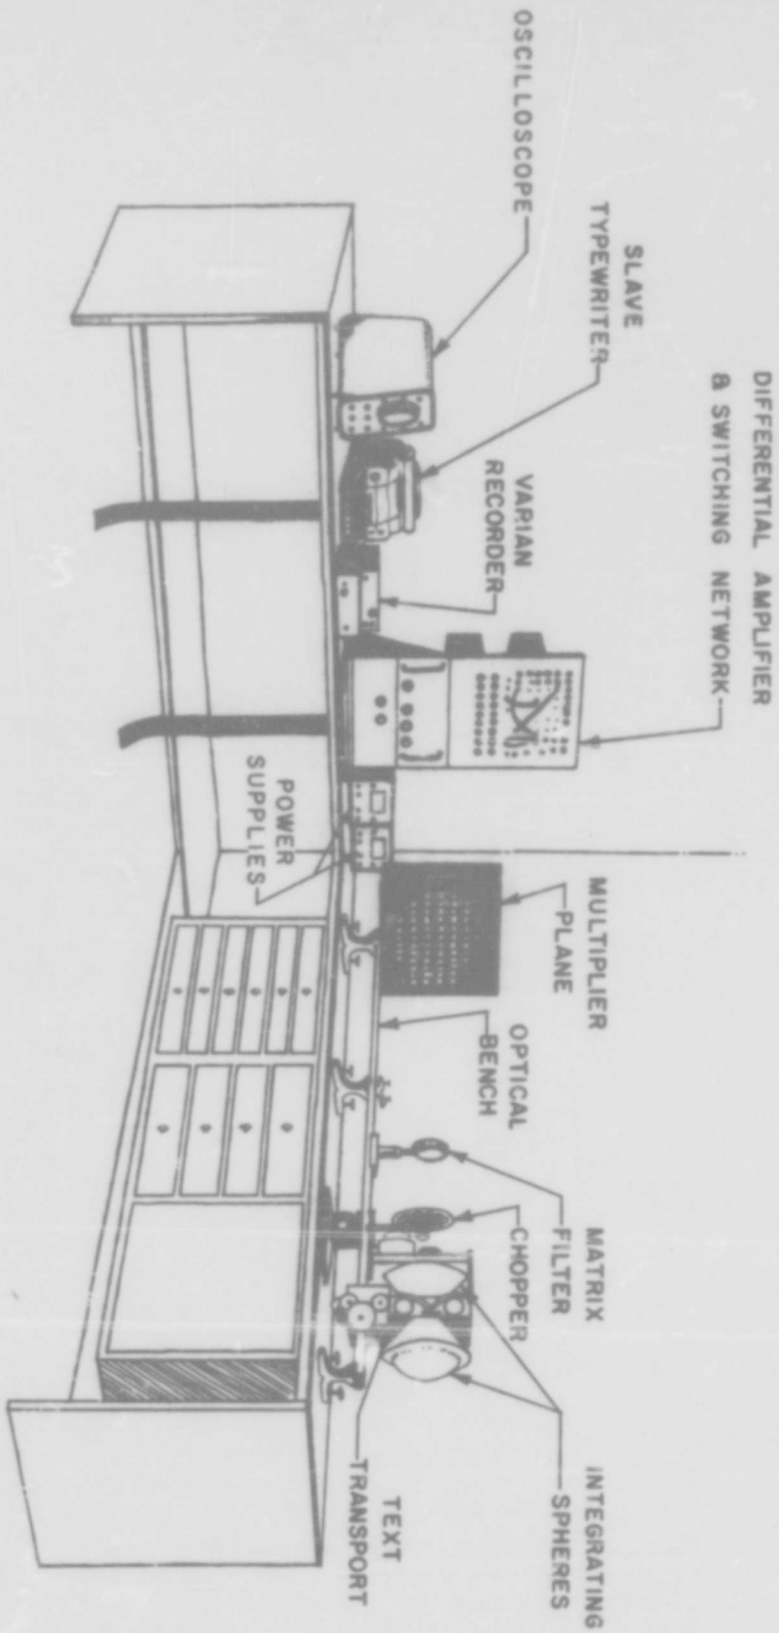 OSCILLOSCOPE
SLAVE
TYPEWRITER
DIFFERENTIAL AMPLIFIER
& SWITCHING NETWORK
VARIAN
RECORDER
POWER
SUPPLIES
MULTIPLIER
PLANE
OPTICAL
BENCH
MATRIX
FILTER
CHOPPER
INTEGRATING
SPHERES
TEXT
TRANSPORT